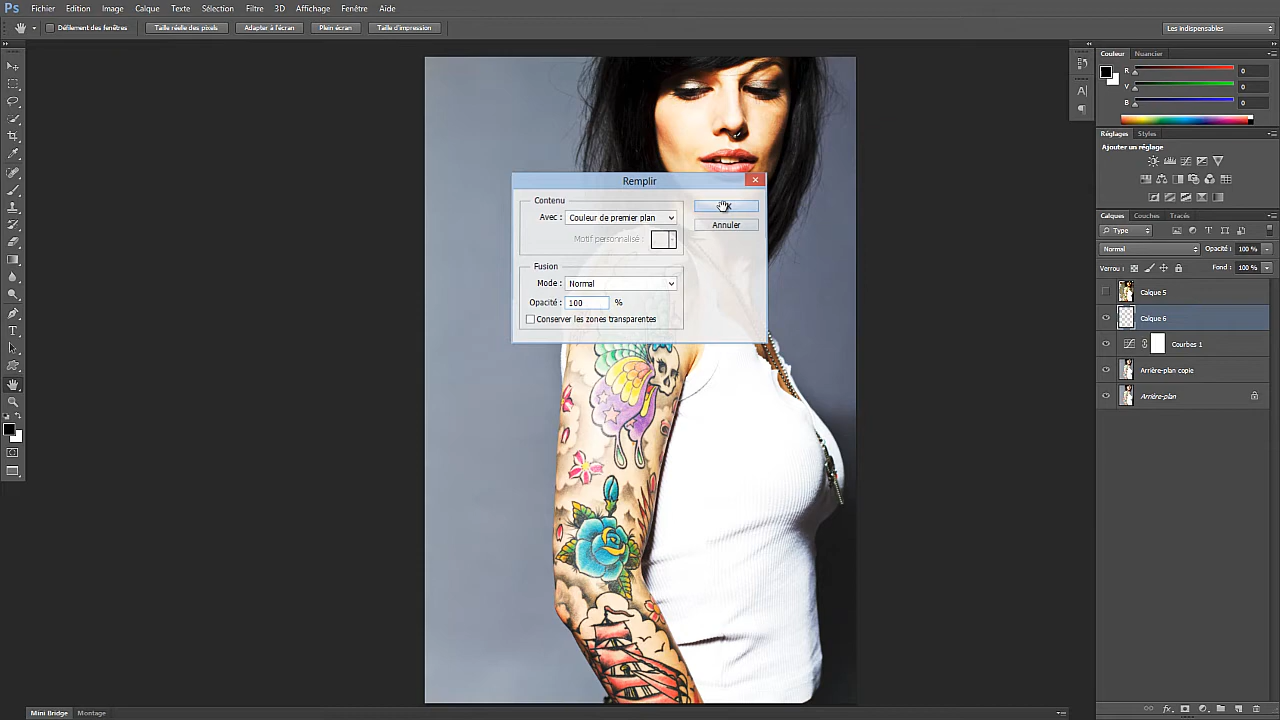 Ps Fichier Edition Image Calque Texte Sélection Filtre 3D Affichage Fenêtre Aide
Défilement des fenêtres Taille réelle des pixels Adapter à l'écran Plein écran Taille d'impression Les indispensables
Couleur Nuancier
R 0
V 0
B 0
Réglages Styles
Ajouter un réglage
Calques Couches Tracés
Type
Normal Opacité : 100 %
Verrou : Fond : 100 %
Calque 5
Calque 6
Courbes 1
Arrière-plan copie
Arrière-plan
Remplir
Contenu
Avec : Couleur de premier plan
Motif personnalisé :
Annuler
Fusion
Mode : Normal
Opacité : 100 %
Conserver les zones transparentes
Mini Bridge Montage